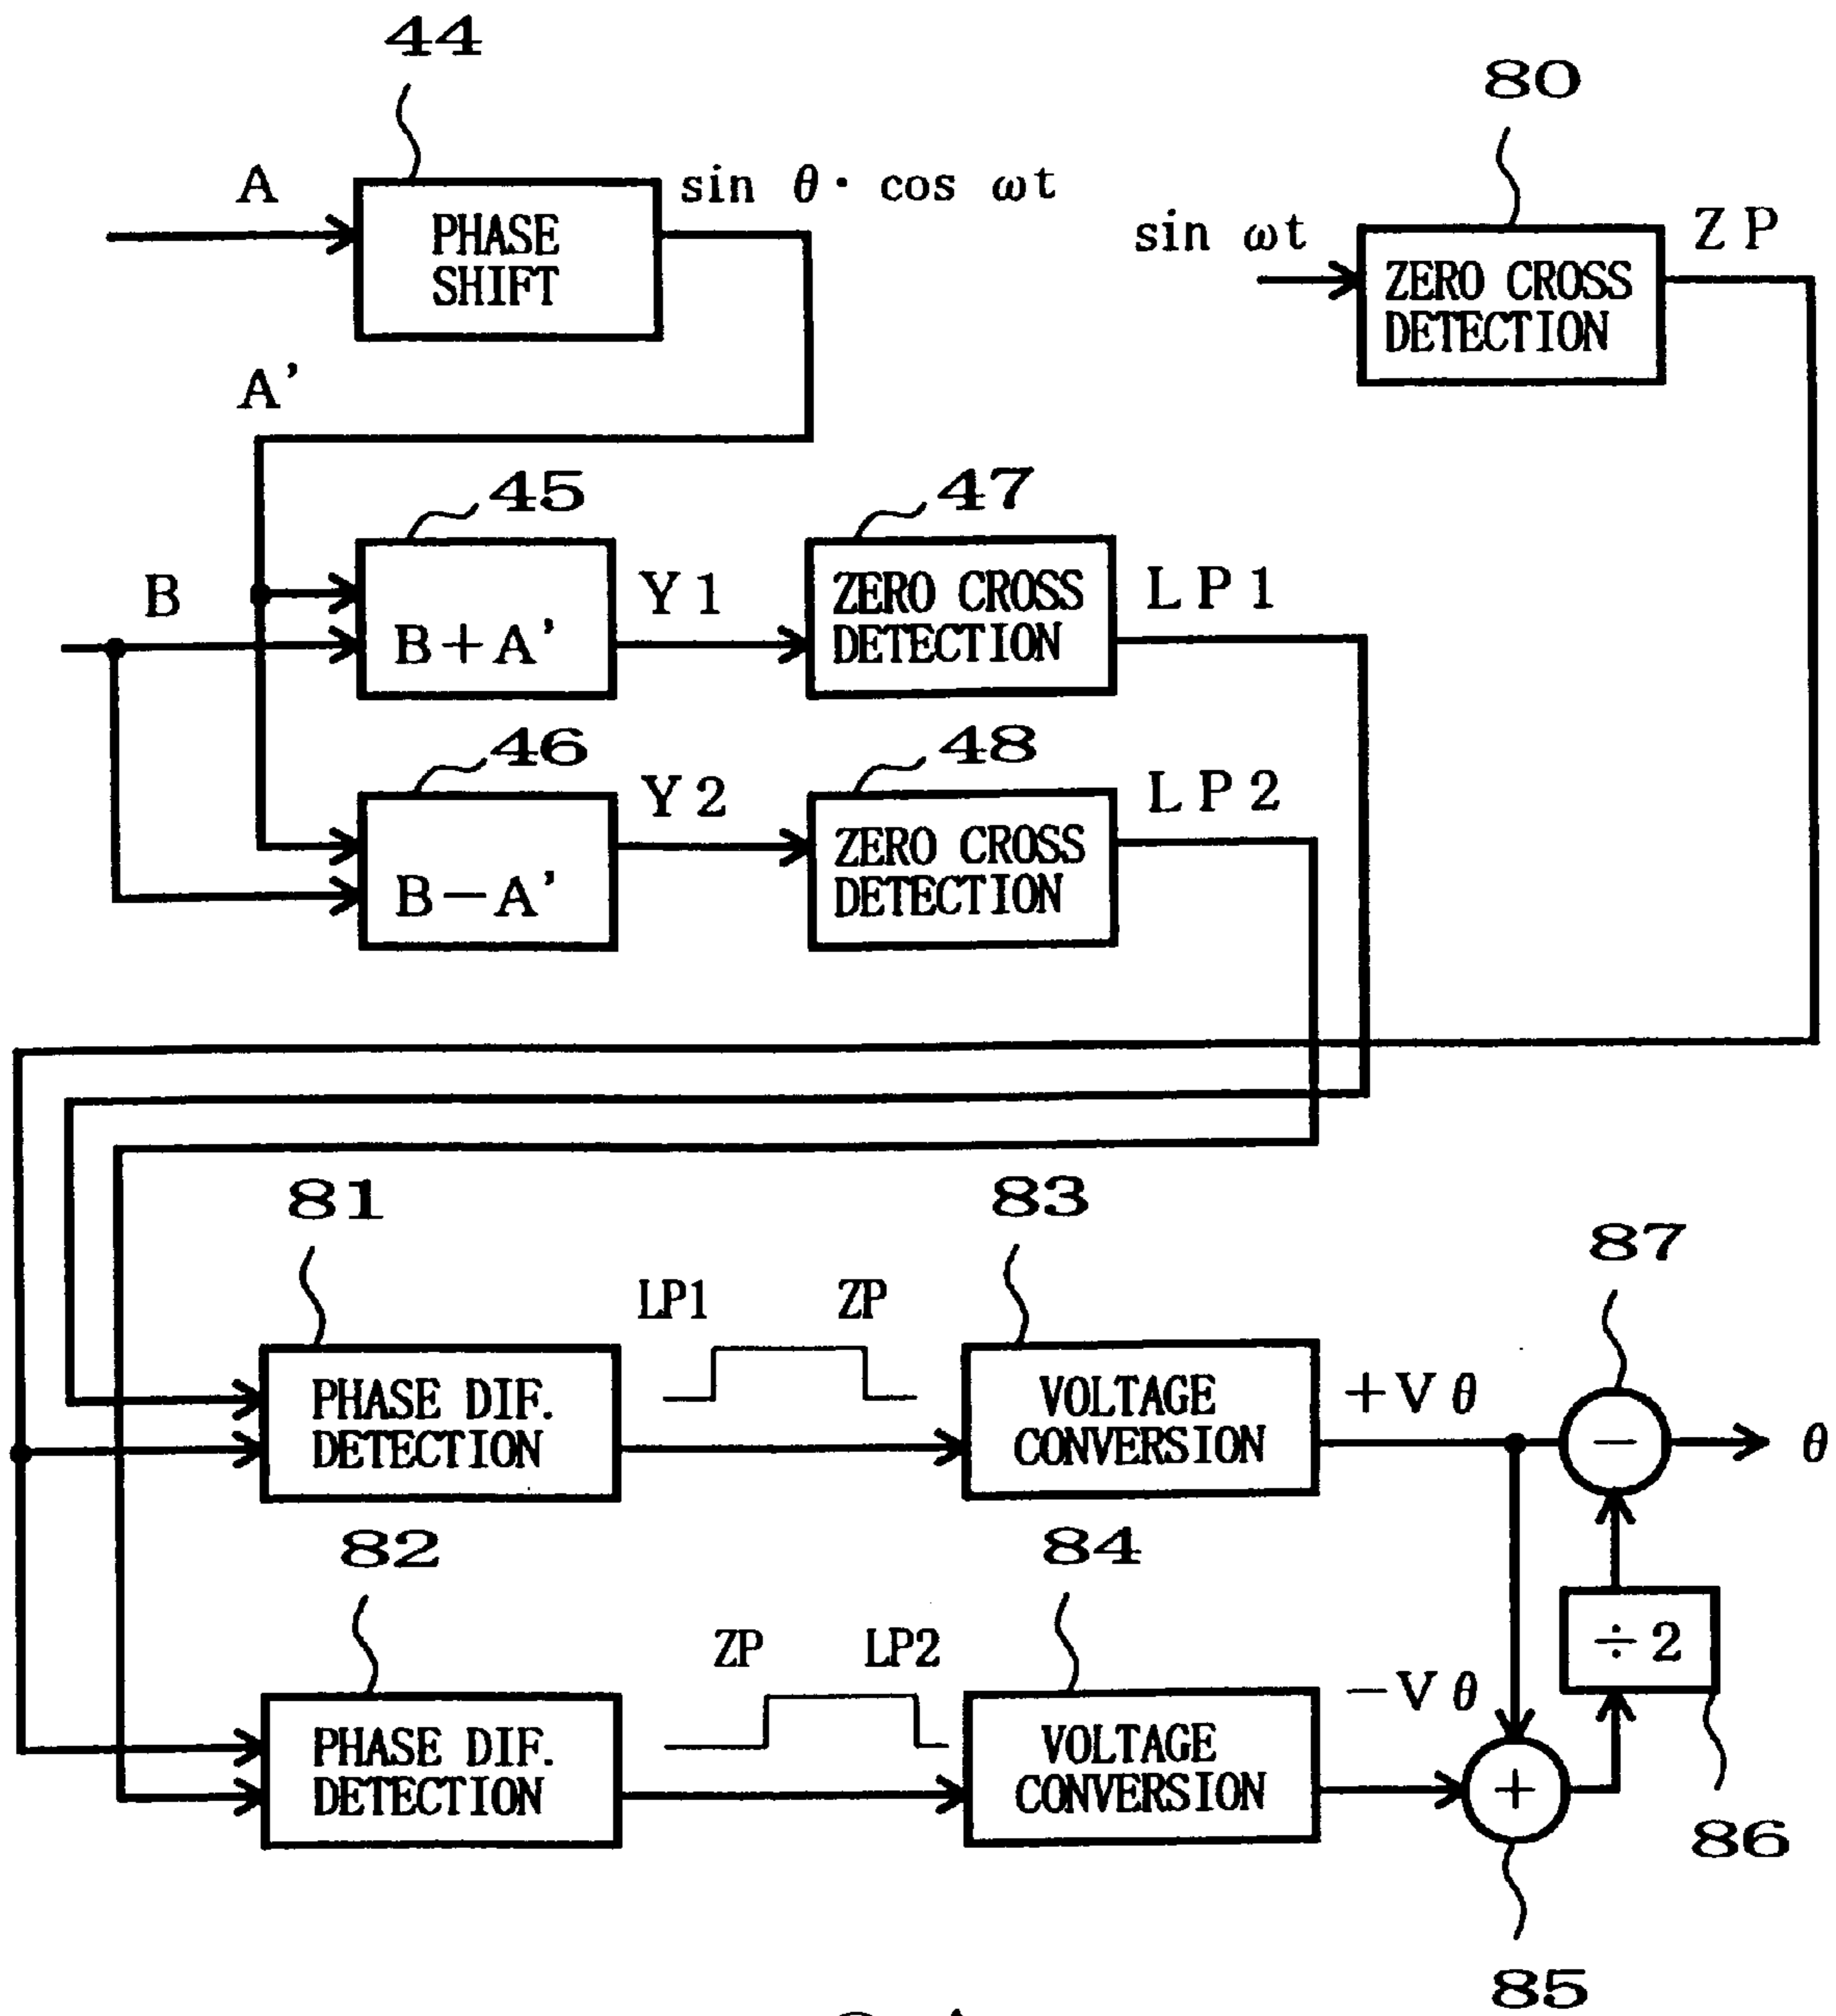 44
80
A
sin θ· cos ωt
PHASE
SHIFT
sin ωt
ZP
ZERO CROSS
DETECTION
A'
45
47
B
Y1
ZERO CROSS
DETECTION
LP1
B+A'
46
48
Y2
LP2
ZERO CROSS
DETECTION
B−A'
81
83
87
LP1
ZP
PHASE DIF.
DETECTION
VOLTAGE
CONVERSION
+Vθ
−
θ
82
84
÷2
ZP
LP2
−Vθ
PHASE DIF.
DETECTION
VOLTAGE
CONVERSION
+
86
85